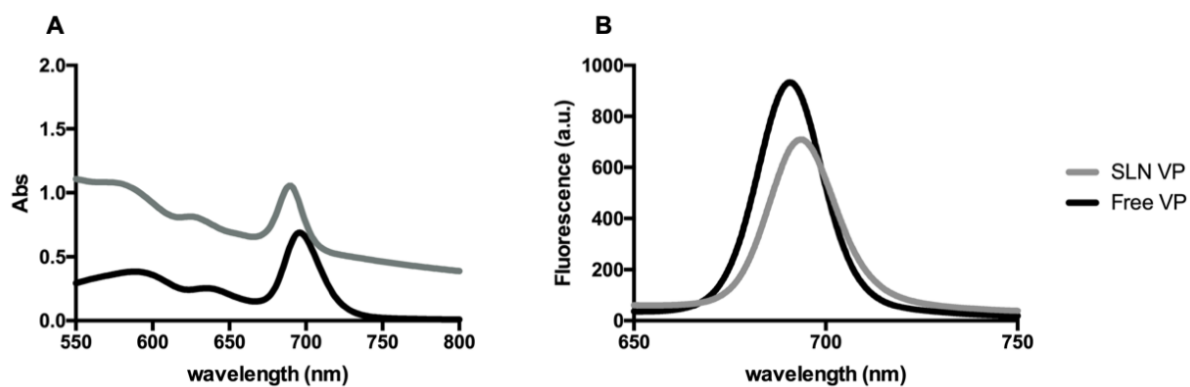 A
B
2.0
1.5
1.0
0.5
0.0
Abs
550 600 650 700 750 800
wavelength (nm)
1000
800
600
400
200
0
Fluorescence (a.u.)
650 700 750
wavelength (nm)
SLN VP
Free VP